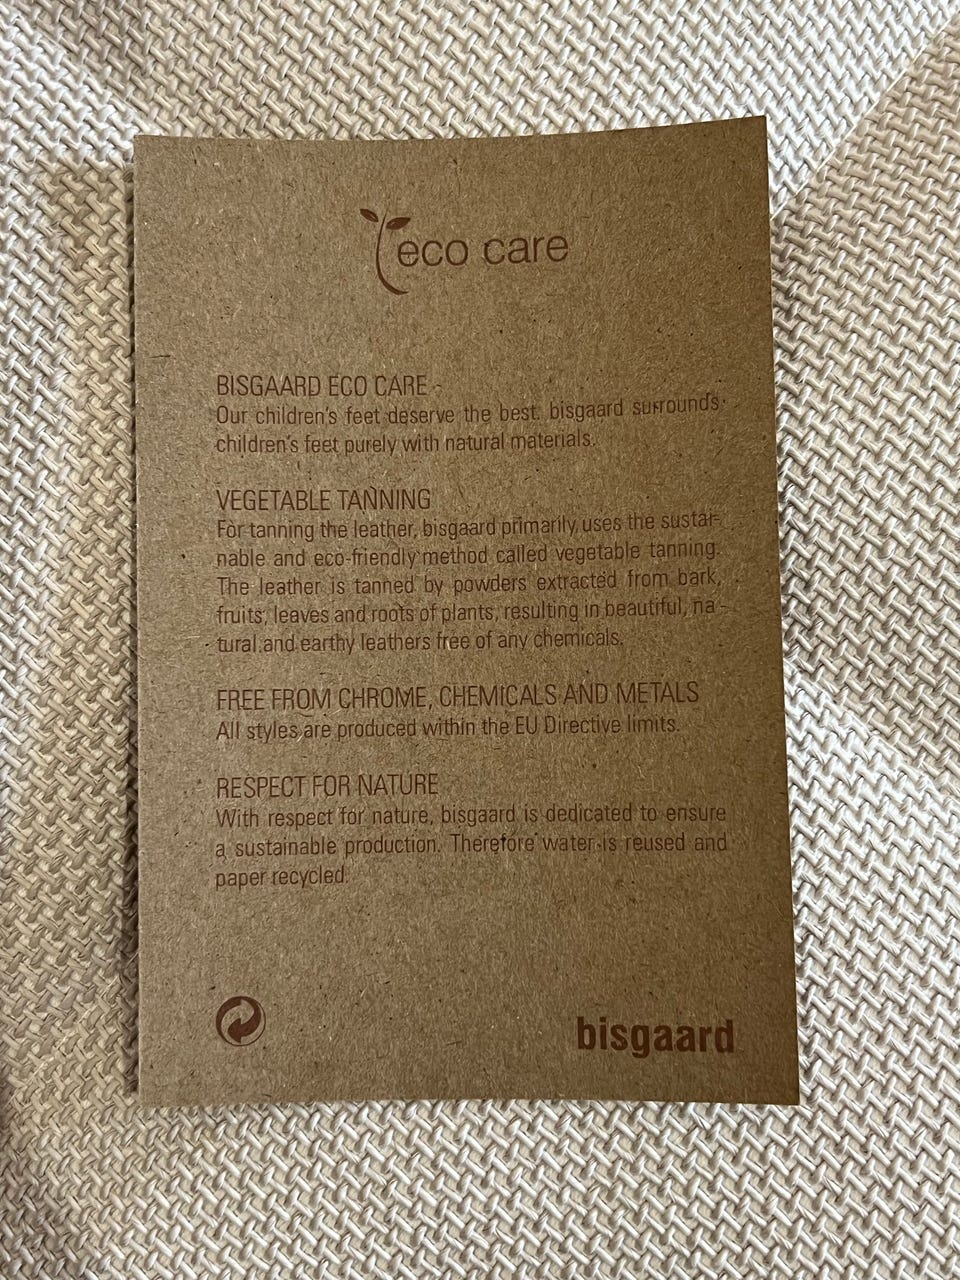 eco care
BISGAARD ECO CARE
Our children's feet deserve the best. bisgaard surrounds
children's feet purely with natural materials.
VEGETABLE TANNING
For tanning the leather, bisgaard primarily uses the sustai-
nable and eco-friendly method called vegetable tanning.
The leather is tanned by powders extracted from bark,
fruits, leaves and roots of plants, resulting in beautiful, na-
tural and earthy leathers free of any chemicals.
FREE FROM CHROME, CHEMICALS AND METALS
All styles are produced within the EU Directive limits.
RESPECT FOR NATURE
With respect for nature, bisgaard is dedicated to ensure
a sustainable production. Therefore water is reused and
paper recycled.
bisgaard